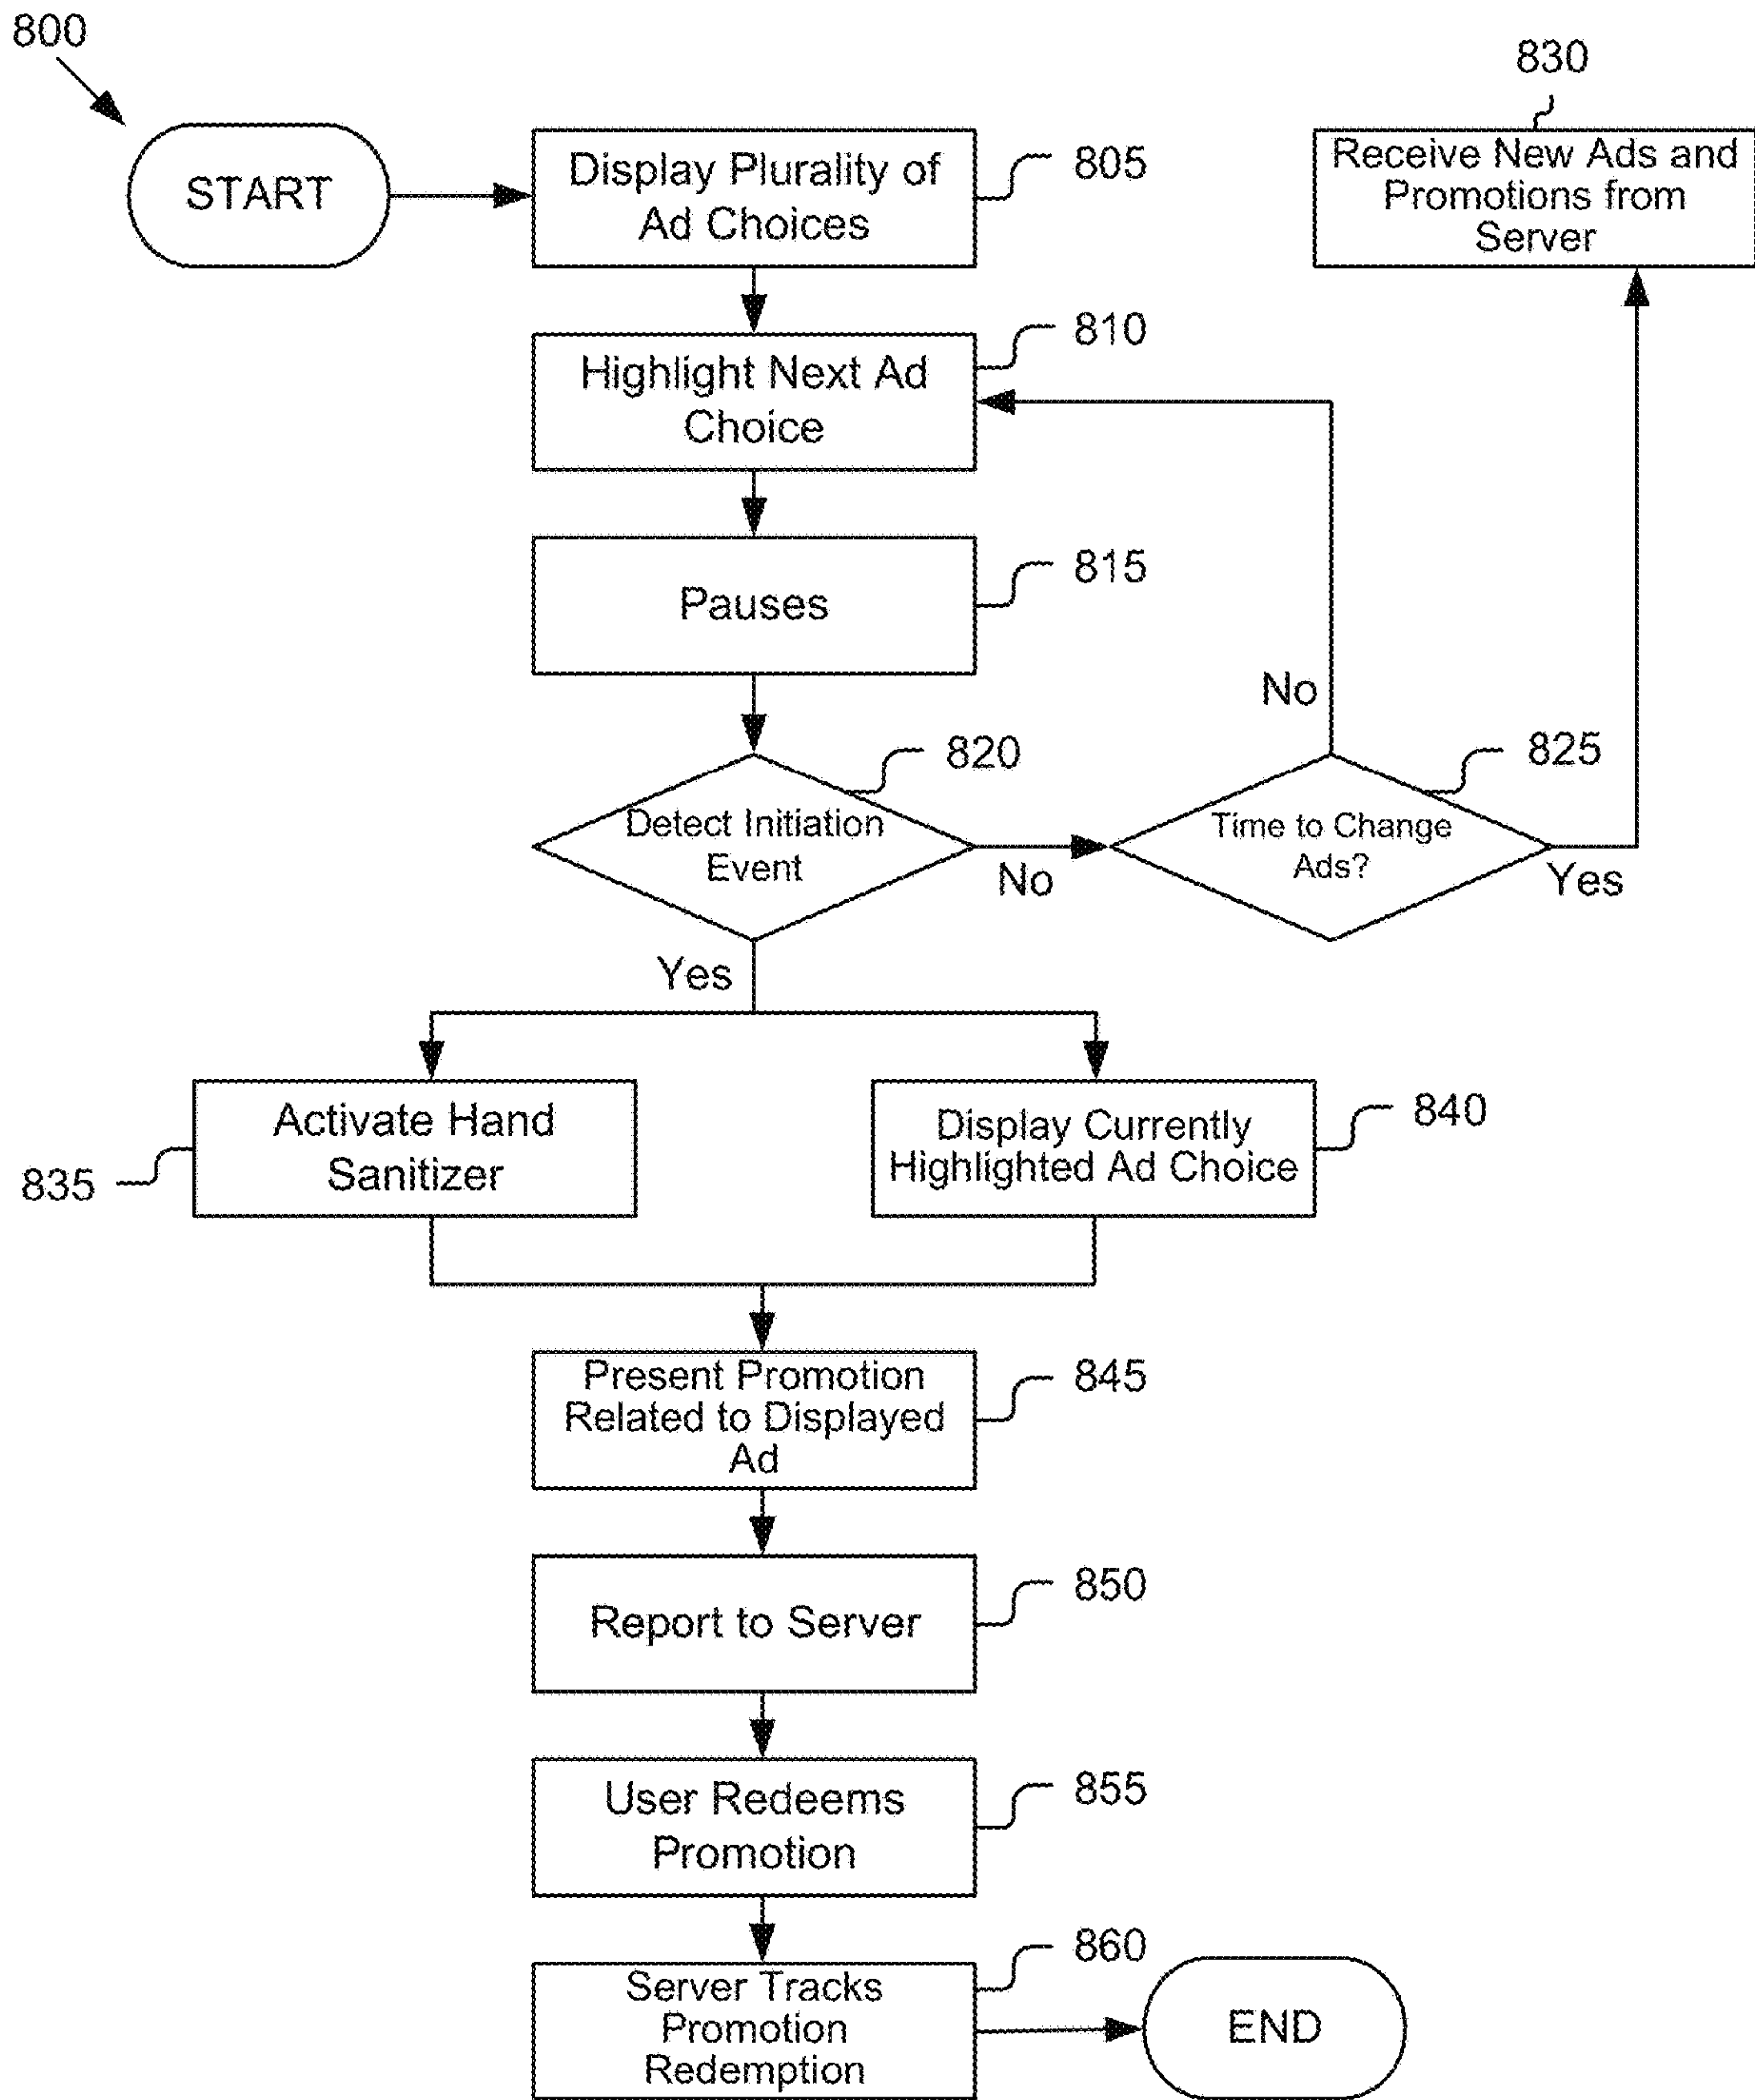 800
START
Display Plurality of
Ad Choices
805
830
Receive New Ads and
Promotions from
Server
810
Highlight Next Ad
Choice
815
Pauses
No
820
Detect Initiation
Event
No
825
Time to Change
Ads?
Yes
Yes
Activate Hand
Sanitizer
835
Display Currently
Highlighted Ad Choice
840
Present Promotion
Related to Displayed
Ad
845
Report to Server
850
User Redeems
Promotion
855
Server Tracks
Promotion
Redemption
860
END